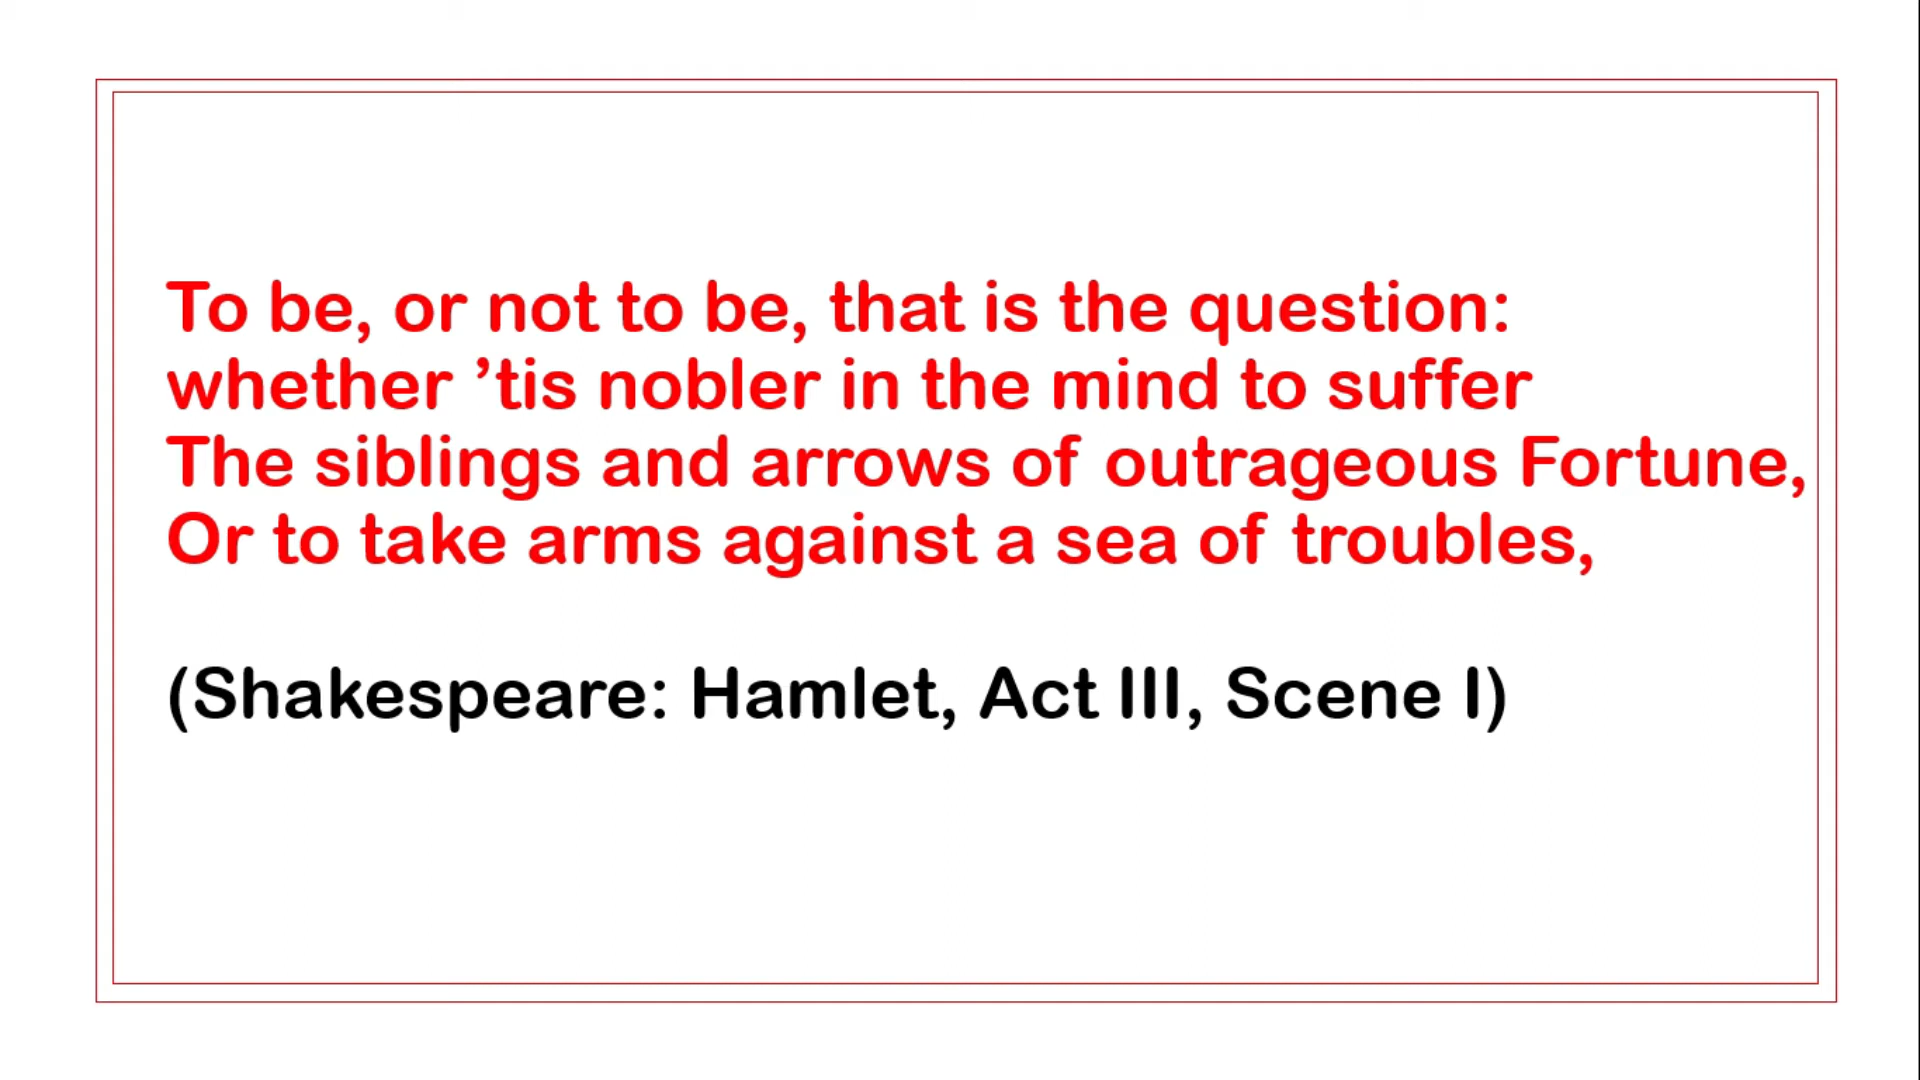 To be, or not to be, that is the question:
whether ’tis nobler in the mind to suffer
The siblings and arrows of outrageous Fortune,
Or to take arms against a sea of troubles,
(Shakespeare: Hamlet, Act III, Scene I)